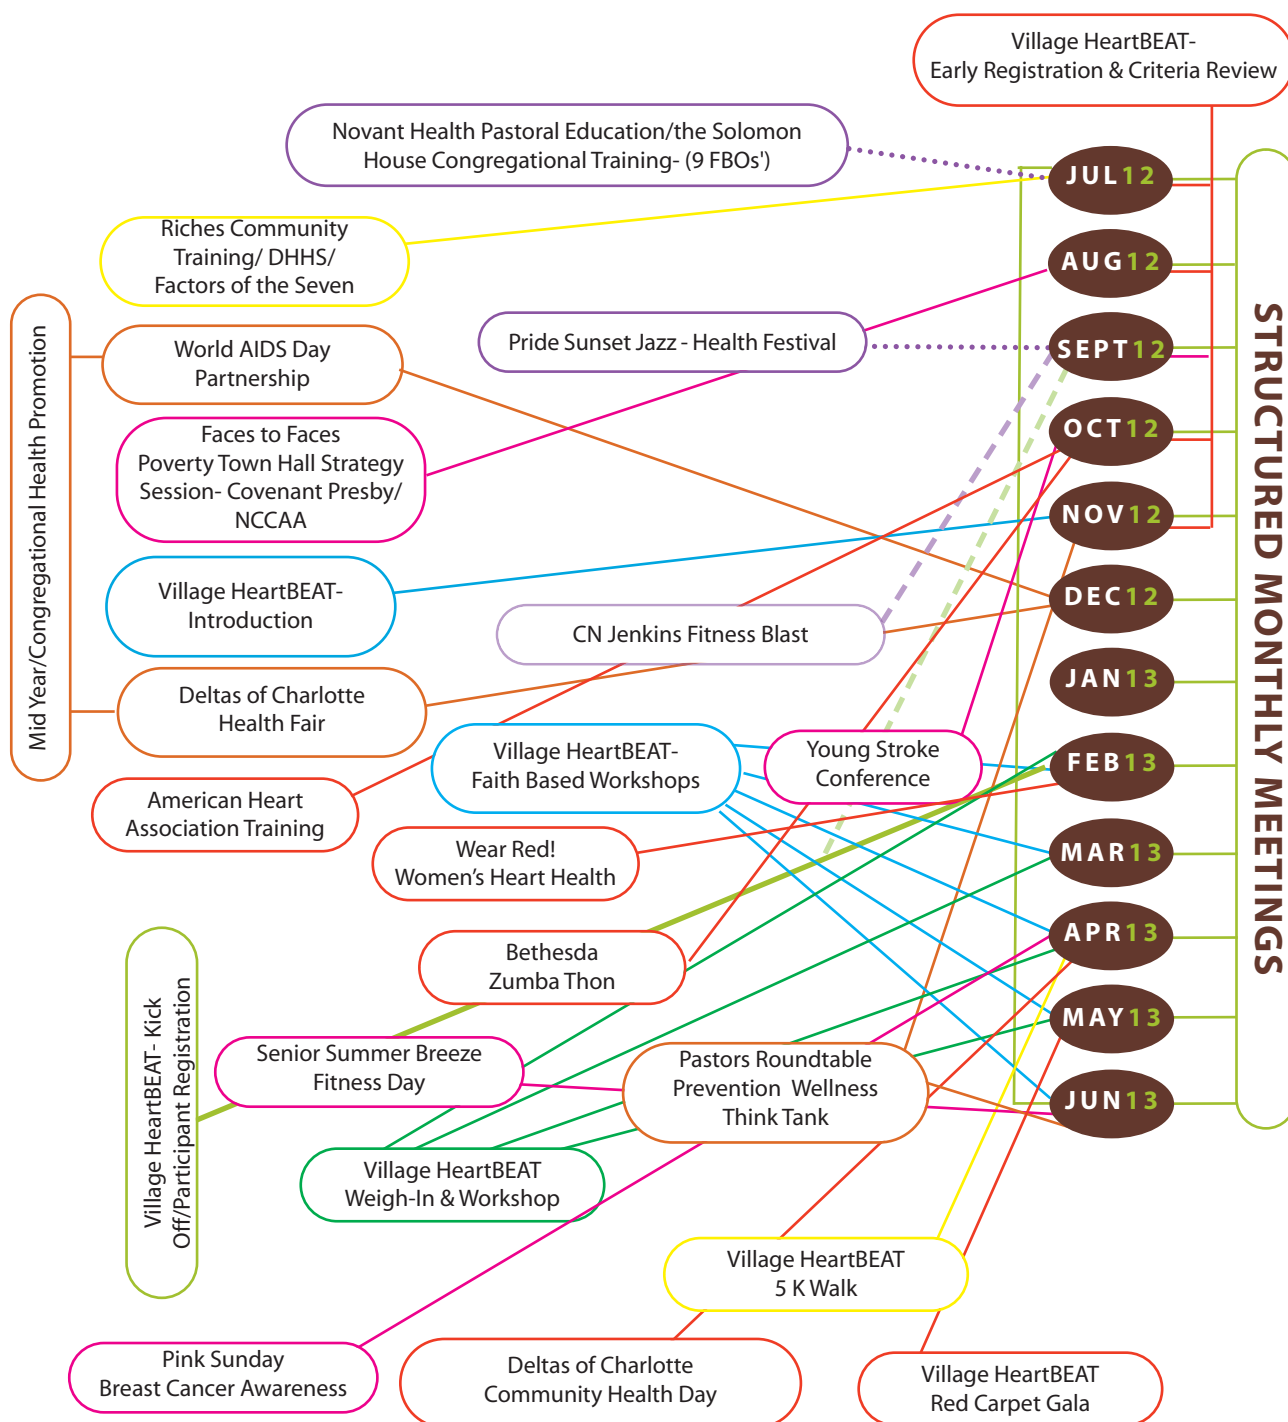 Village HeartBEAT-
Early Registration & Criteria Review
Novant Health Pastoral Education/the Solomon
House Congregational Training- (9 FBOs')
JUL12
Riches Community
Training/ DHHS/
Factors of the Seven
AUG12
Mid Year/Congregational Health Promotion
World AIDS Day
Partnership
Pride Sunset Jazz - Health Festival
SEPT12
STRUCTURED MONTHLY MEETINGS
Faces to Faces
Poverty Town Hall Strategy
Session- Covenant Presby/
NCCAA
OCT12
NOV12
Village HeartBEAT-
Introduction
DEC12
CN Jenkins Fitness Blast
JAN13
Deltas of Charlotte
Health Fair
Village HeartBEAT-
Faith Based Workshops
Young Stroke
Conference
FEB13
American Heart
Association Training
Wear Red!
Women’s Heart Health
MAR13
APR13
Bethesda
Zumba Thon
MAY13
Village HeartBEAT- Kick
Off/Participant Registration
Senior Summer Breeze
Fitness Day
Pastors Roundtable
Prevention  Wellness
Think Tank
JUN13
Village HeartBEAT
Weigh-In & Workshop
Village HeartBEAT
5 K Walk
Pink Sunday
Breast Cancer Awareness
Deltas of Charlotte
Community Health Day
Village HeartBEAT
Red Carpet Gala